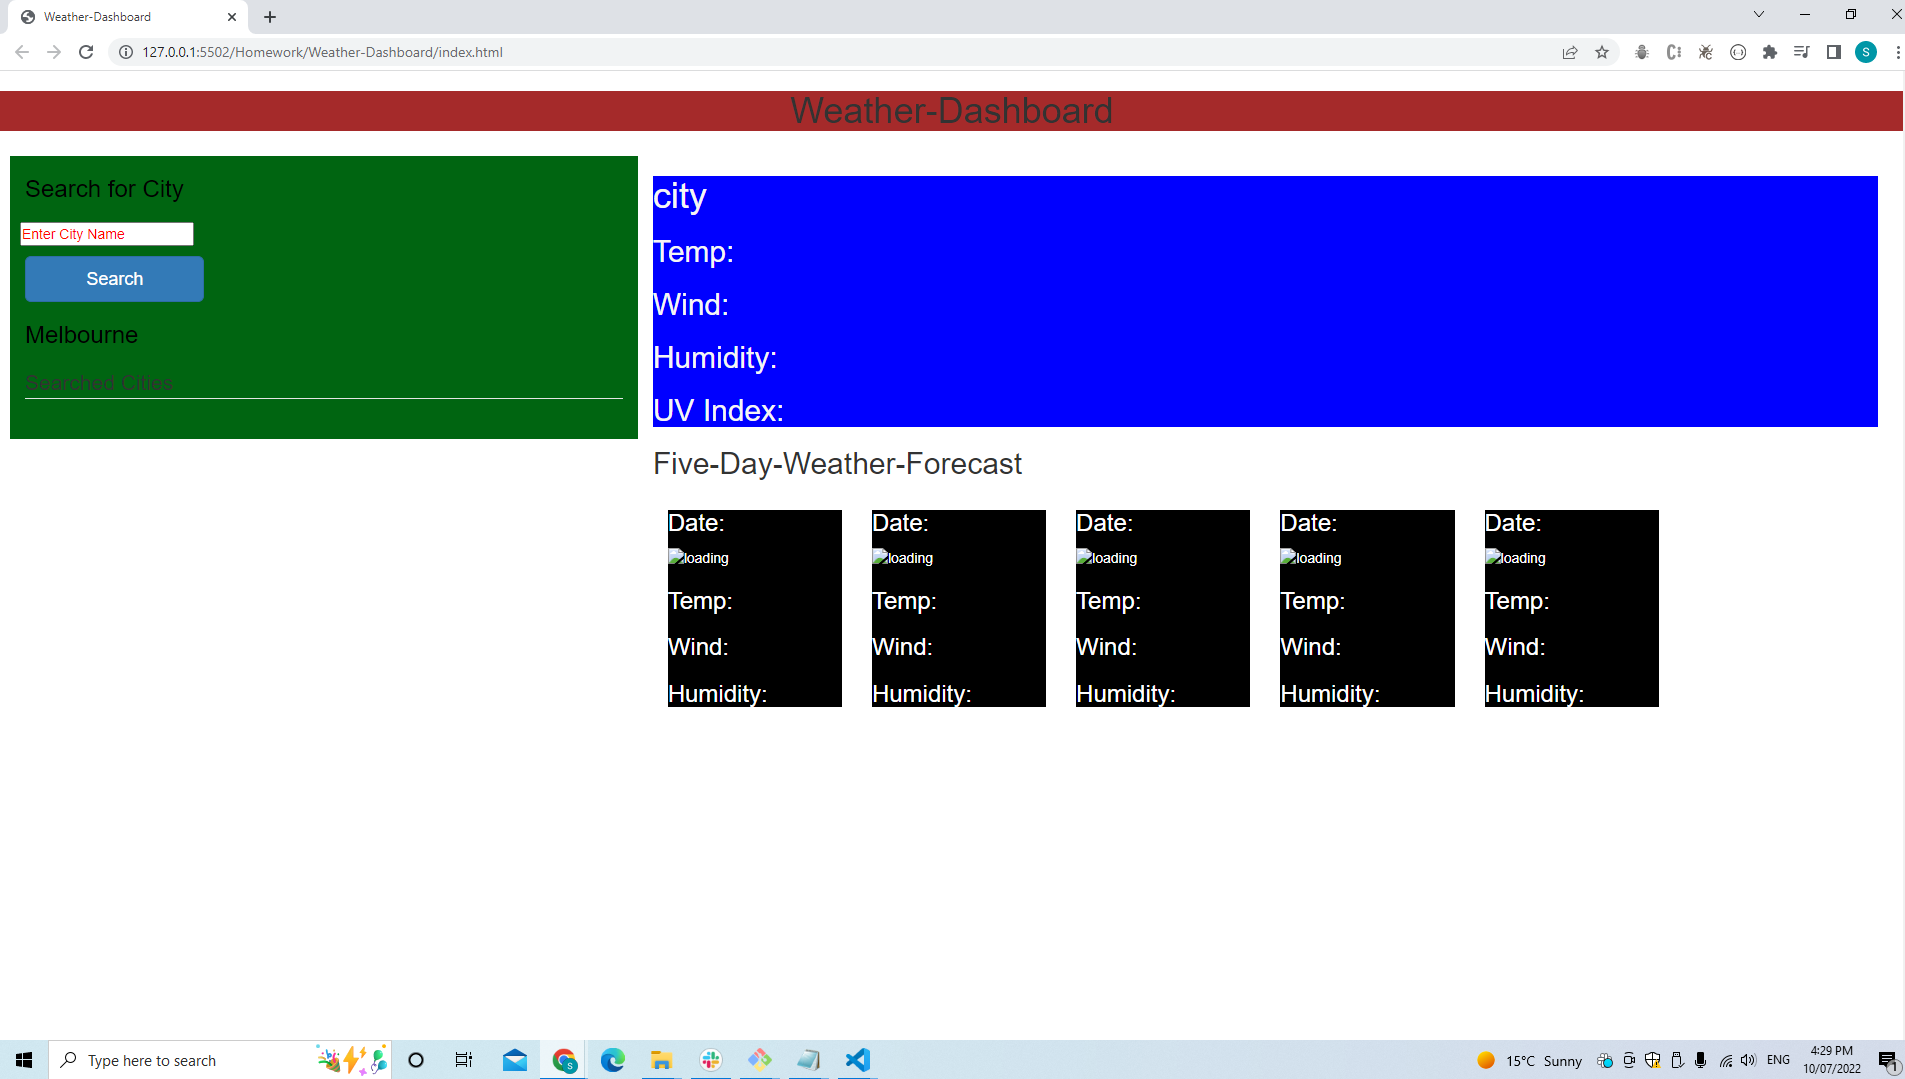 Weather-Dashboard
127.0.0.1:5502/Homework/Weather-Dashboard/index.html
S
Weather-Dashboard
Search for City
Enter City Name
Search
Melbourne
Searched Cities
city
Temp:
Wind:
Humidity:
UV Index:
Five-Day-Weather-Forecast
Date: Date: Date: Date: Date:
loading loading loading loading loading
Temp: Temp: Temp: Temp: Temp:
Wind: Wind: Wind: Wind: Wind:
Humidity: Humidity: Humidity: Humidity: Humidity:
Type here to search
S
15°C Sunny
ENG
4:29 PM
10/07/2022
1